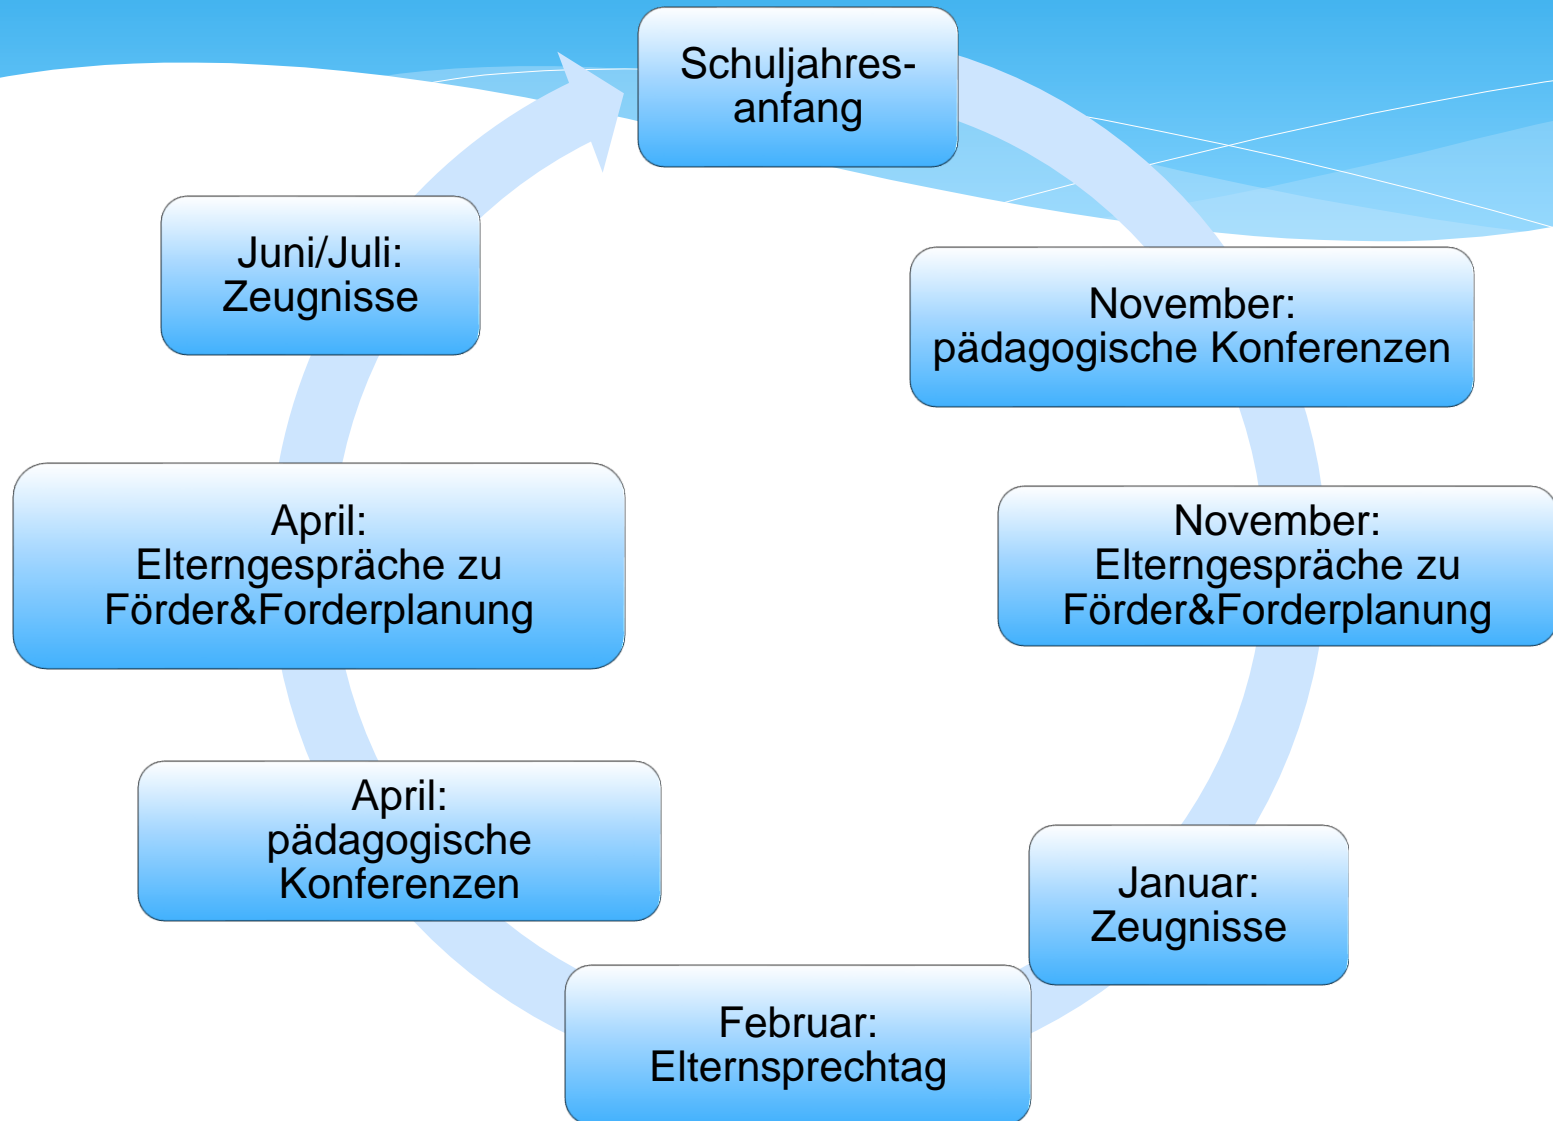 Schuljahres-
anfang
November:
pädagogische Konferenzen
November:
Elterngespräche zu
Förder&Forderplanung
Januar:
Zeugnisse
Februar:
Elternsprechtag
April:
pädagogische
Konferenzen
April:
Elterngespräche zu
Förder&Forderplanung
Juni/Juli:
Zeugnisse